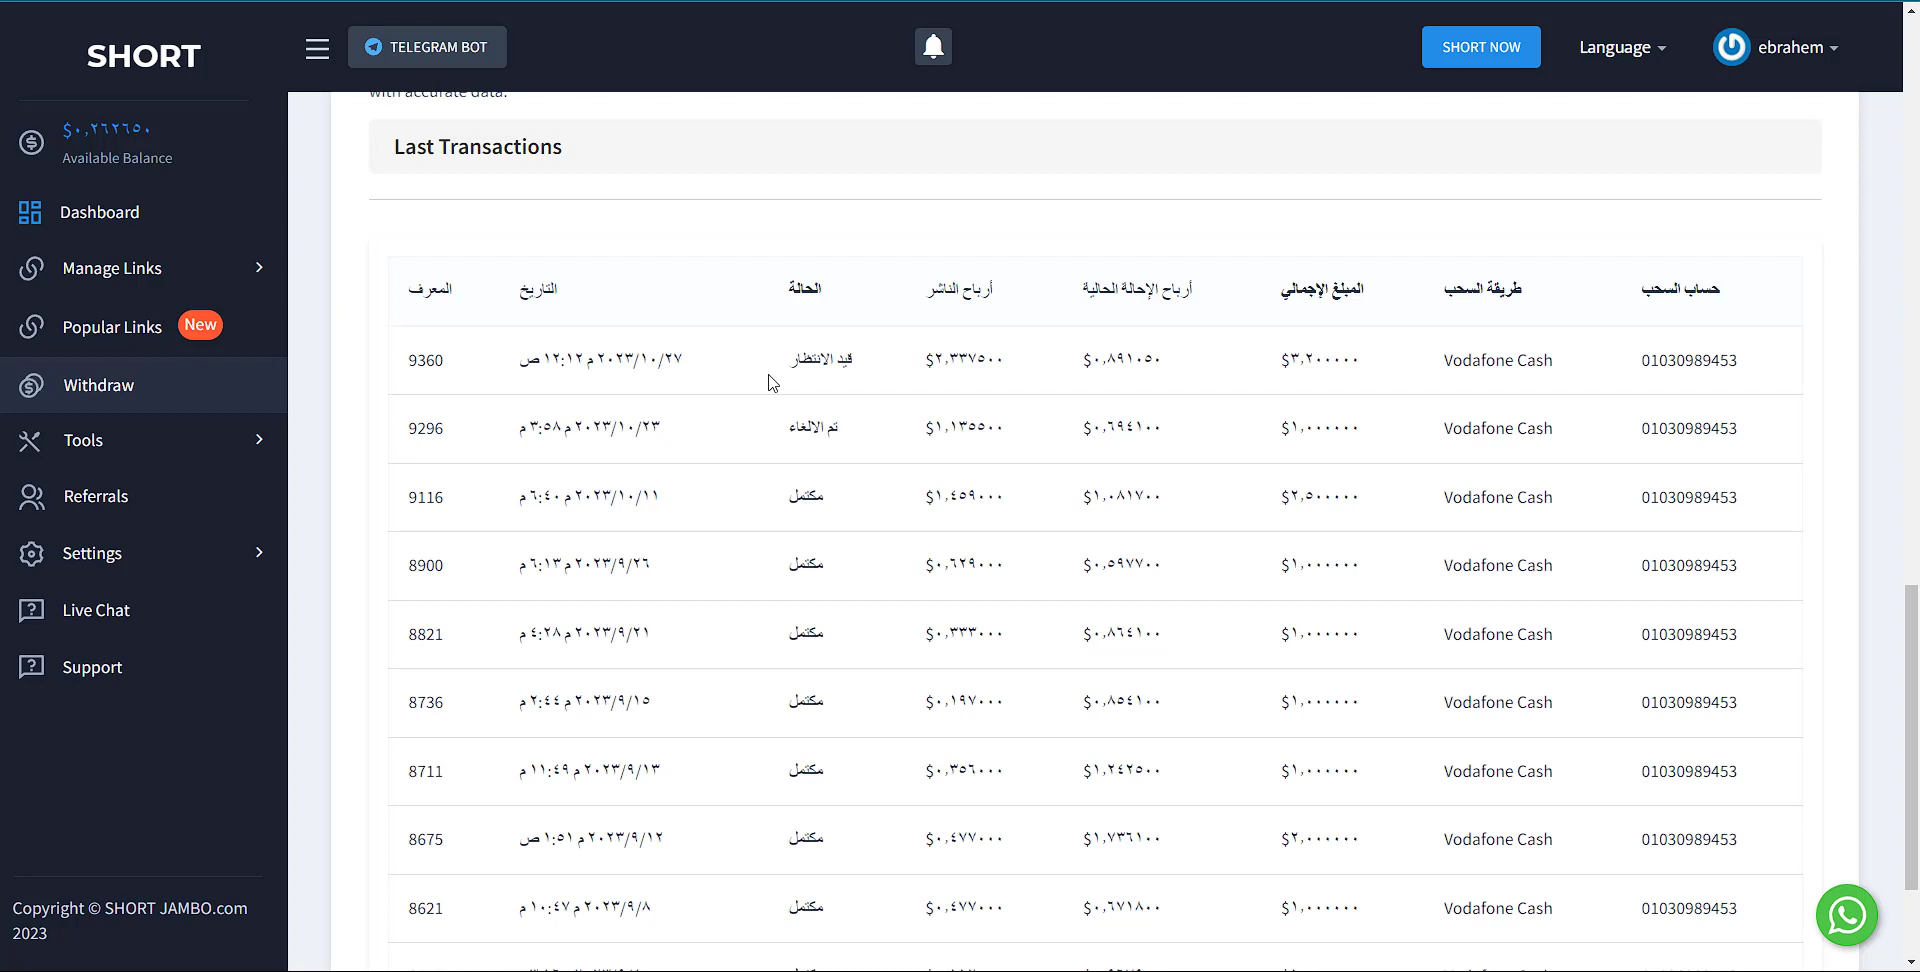 SHORT
TELEGRAM BOT
SHORT NOW
Language
ebrahem
$٠,٢٦٢٦٥٠
Available Balance
Dashboard
Manage Links
Popular Links New
Withdraw
Tools
Referrals
Settings
Live Chat
Support
Copyright © SHORT JAMBO.com
2023
with accurate data.
Last Transactions
المعرف التاريخ الحالة أرباح الناشر أرباح الإحالة الحالية المبلغ الإجمالي طريقة السحب حساب السحب
9360 ٢٠٢٣/١٠/٢٧ م ١٢:١٢ ص قيد الانتظار $٢,٣٣٧٥٠٠ $٠,٨٩١٠٥٠ $٣,٢٠٠٠٠٠ Vodafone Cash 01030989453
9296 ٢٠٢٣/١٠/٢٣ م ٣:٥٨ م تم الالغاء $١,١٣٥٥٠٠ $٠,٦٩٤١٠٠ $١,٠٠٠٠٠٠ Vodafone Cash 01030989453
9116 ٢٠٢٣/١٠/١١ م ٦:٤٠ م مكتمل $١,٤٥٩٠٠٠ $١,٠٨١٧٠٠ $٢,٥٠٠٠٠٠ Vodafone Cash 01030989453
8900 ٢٠٢٣/٩/٢٦ م ٦:١٣ م مكتمل $٠,٦٢٩٠٠٠ $٠,٥٩٧٧٠٠ $١,٠٠٠٠٠٠ Vodafone Cash 01030989453
8821 ٢٠٢٣/٩/٢١ م ٤:٢٨ م مكتمل $٠,٣٣٣٠٠٠ $٠,٨٦٤١٠٠ $١,٠٠٠٠٠٠ Vodafone Cash 01030989453
8736 ٢٠٢٣/٩/١٥ م ٢:٤٤ م مكتمل $٠,١٩٧٠٠٠ $٠,٨٥٤١٠٠ $١,٠٠٠٠٠٠ Vodafone Cash 01030989453
8711 ٢٠٢٣/٩/١٣ م ١١:٤٩ م مكتمل $٠,٣٥٦٠٠٠ $١,٢٤٢٥٠٠ $١,٠٠٠٠٠٠ Vodafone Cash 01030989453
8675 ٢٠٢٣/٩/١٢ م ١:٥١ ص مكتمل $٠,٤٧٧٠٠٠ $١,٧٣٦١٠٠ $٢,٠٠٠٠٠٠ Vodafone Cash 01030989453
8621 ٢٠٢٣/٩/٨ م ١٠:٤٧ م مكتمل $٠,٤٧٧٠٠٠ $٠,٦٧١٨٠٠ $١,٠٠٠٠٠٠ Vodafone Cash 01030989453